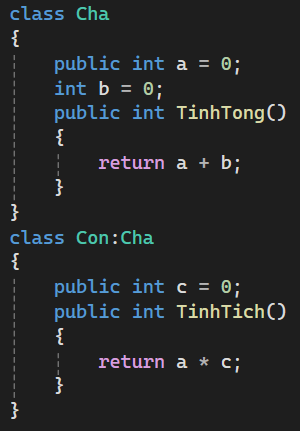 class Cha
{
    public int a = 0;
    int b = 0;
    public int TinhTong()
    {
        return a + b;
    }
}
class Con:Cha
{
    public int c = 0;
    public int TinhTich()
    {
        return a * c;
    }
}